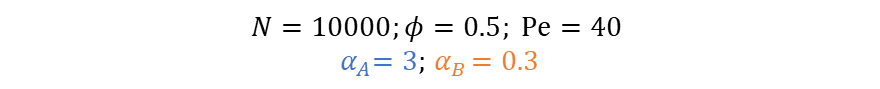 N = 10000; ϕ = 0.5; Pe = 40
α_A = 3; α_B = 0.3